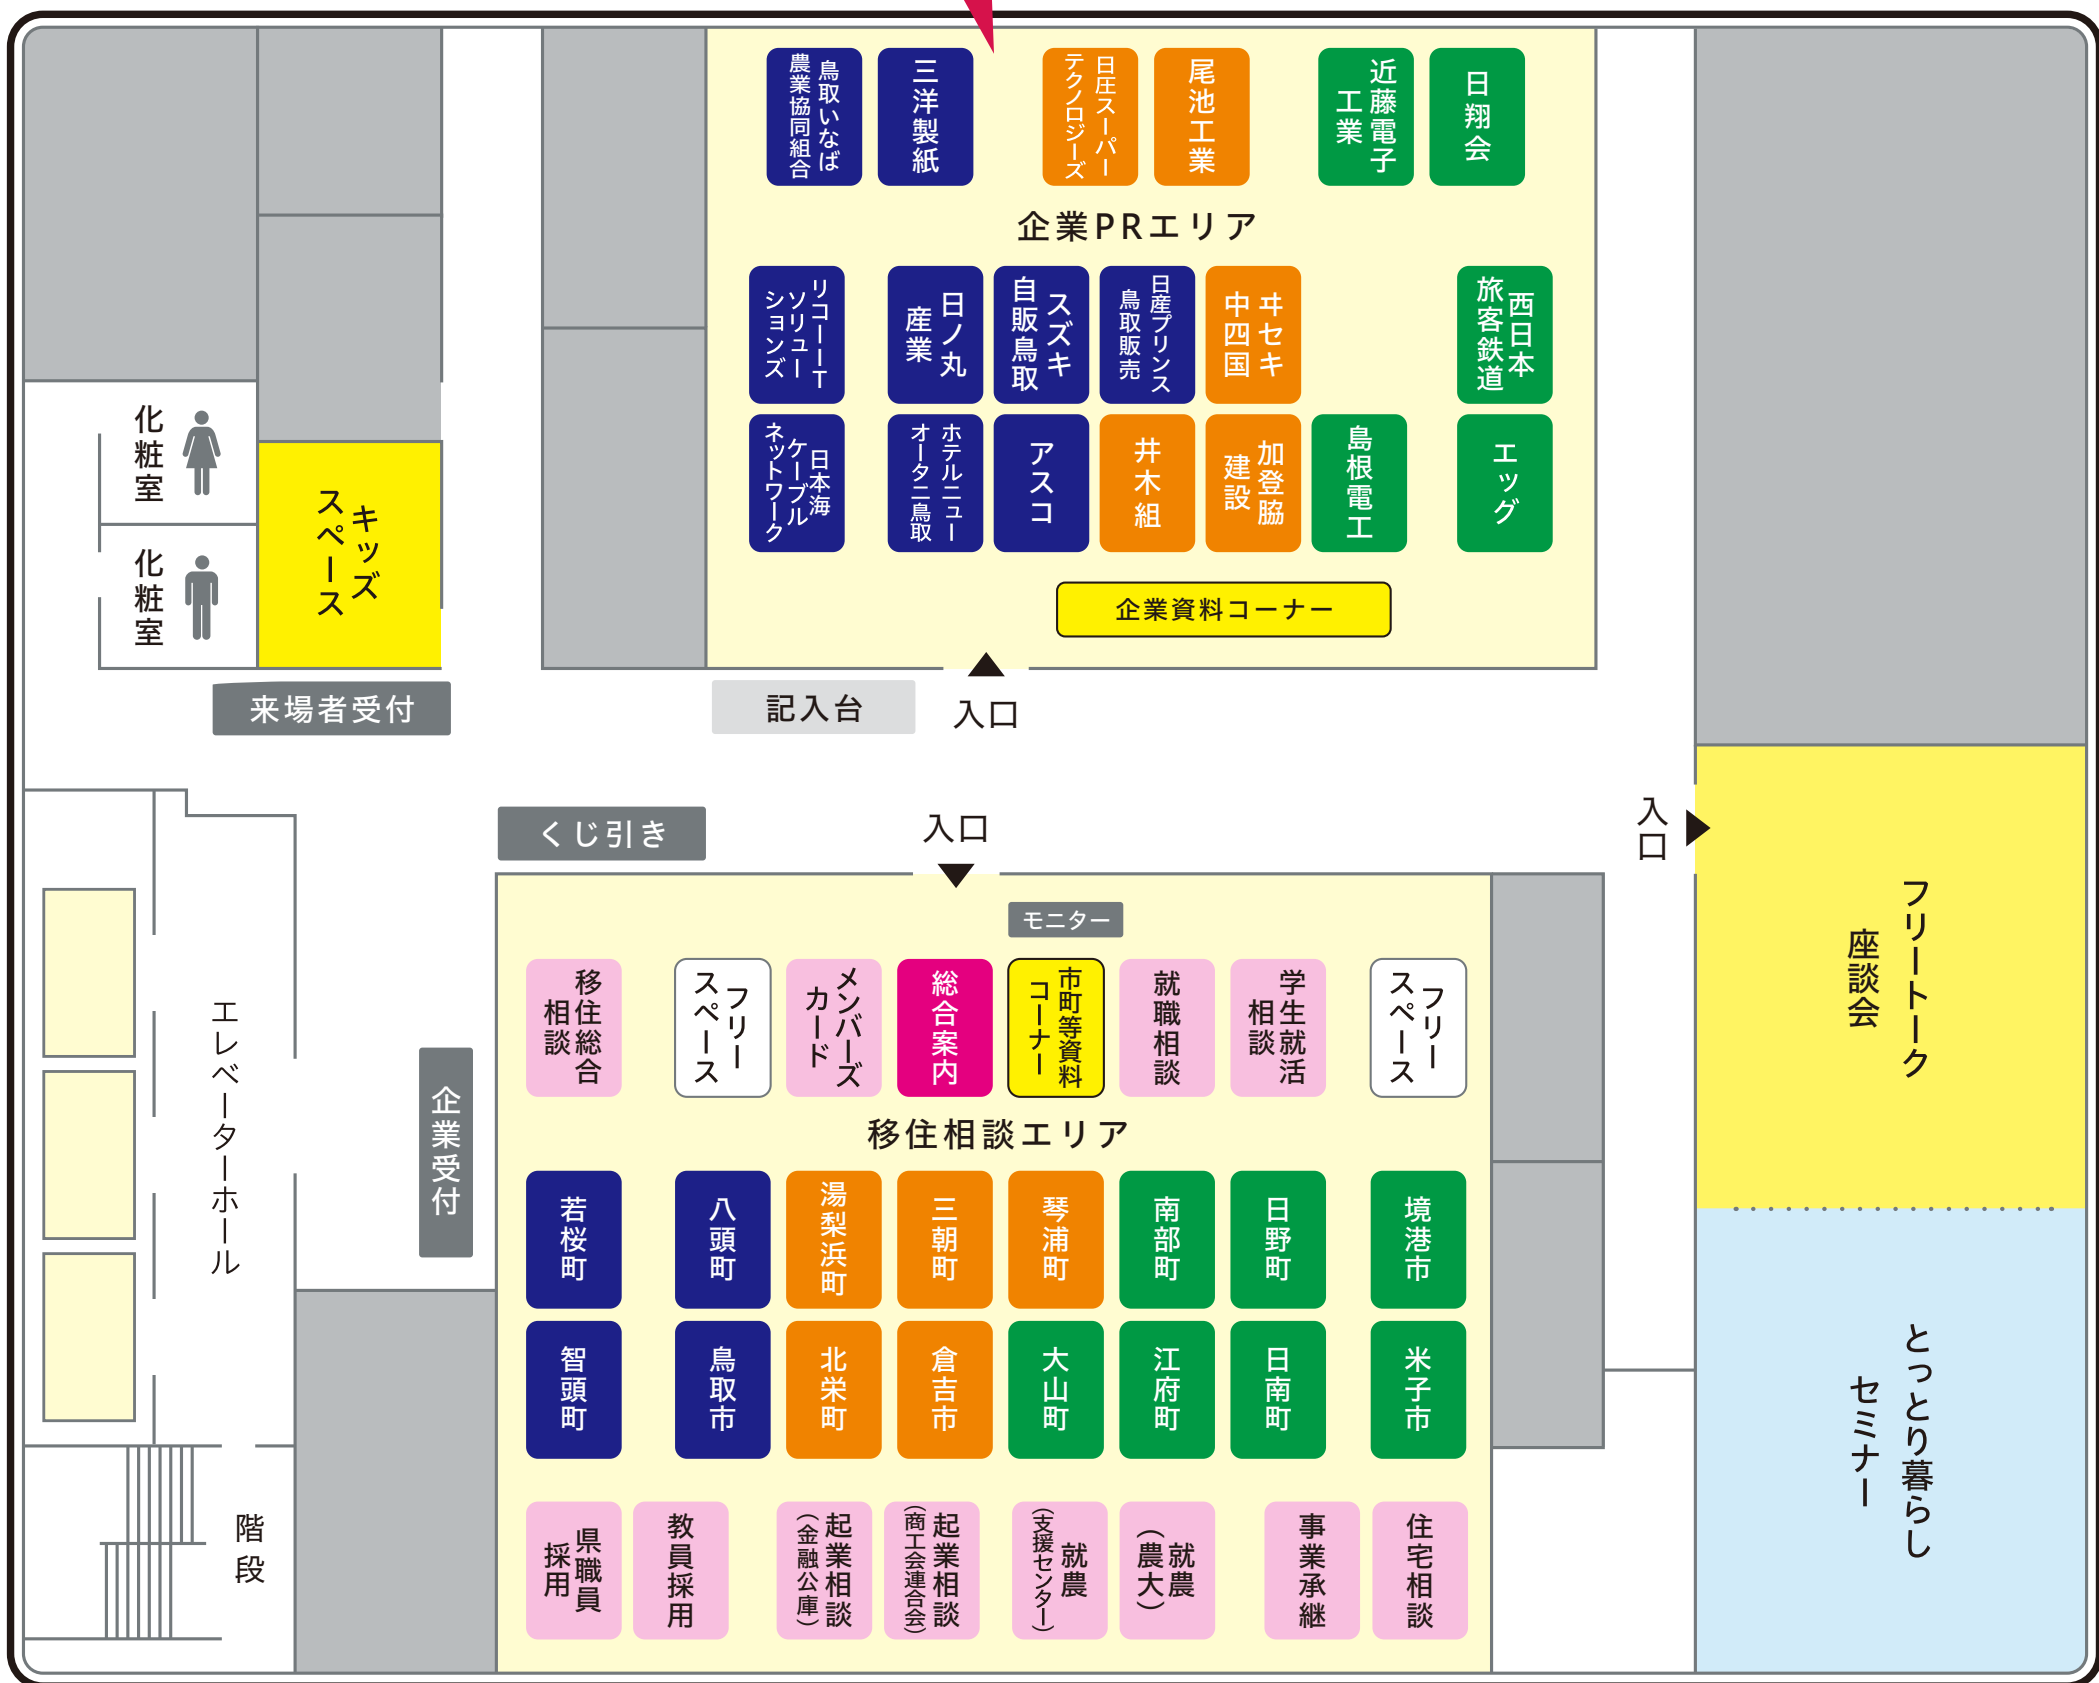 鳥取いなば
農業協同組合
三洋製紙
日圧スーパー
テクノロジーズ
尾池工業
近藤電子
工業
日翔会
企業PRエリア
リコーIT
ソリュー
ションズ
日ノ丸
産業
スズキ
自販鳥取
日産プリンス
鳥取販売
ヰセキ
中四国
西日本
旅客鉄道
日本海
ケーブル
ネットワーク
ホテルニュー
オータニ鳥取
アスコ
井木組
加登脇
建設
島根電工
エッグ
企業資料コーナー
化粧室
化粧室
キッズ
スペース
来場者受付
記入台
入口
くじ引き
入口
入口
モニター
移住総合
相談
フリー
スペース
メンバーズ
カード
総合案内
市町等資料
コーナー
就職相談
学生就活
相談
フリー
スペース
移住相談エリア
若桜町
八頭町
湯梨浜町
三朝町
琴浦町
南部町
日野町
境港市
智頭町
鳥取市
北栄町
倉吉市
大山町
江府町
日南町
米子市
県職員
採用
教員採用
起業相談
(金融公庫)
起業相談
(商工会連合会)
就農
(支援センター)
就農
(農大)
事業承継
住宅相談
エレベーターホール
企業受付
階段
フリートーク
座談会
とっとり暮らし
セミナー